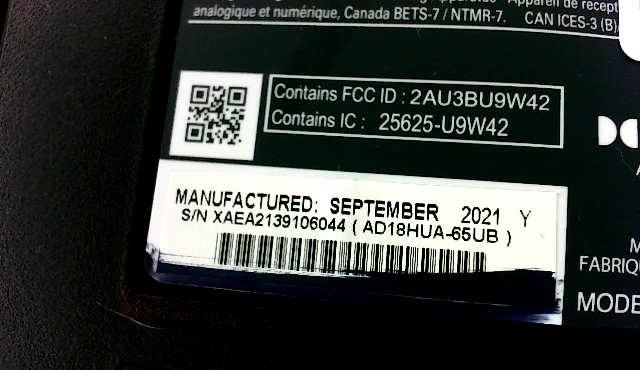 analogique et numérique, Canada BETS-7 / NTMR-7. CAN ICES-3 (B)/
Contains FCC ID : 2AU3BU9W42
Contains IC : 25625-U9W42
MANUFACTURED: SEPTEMBER 2021 Y
S/N XAEA2139106044 ( AD18HUA-65UB )
FABRIQ
MODE